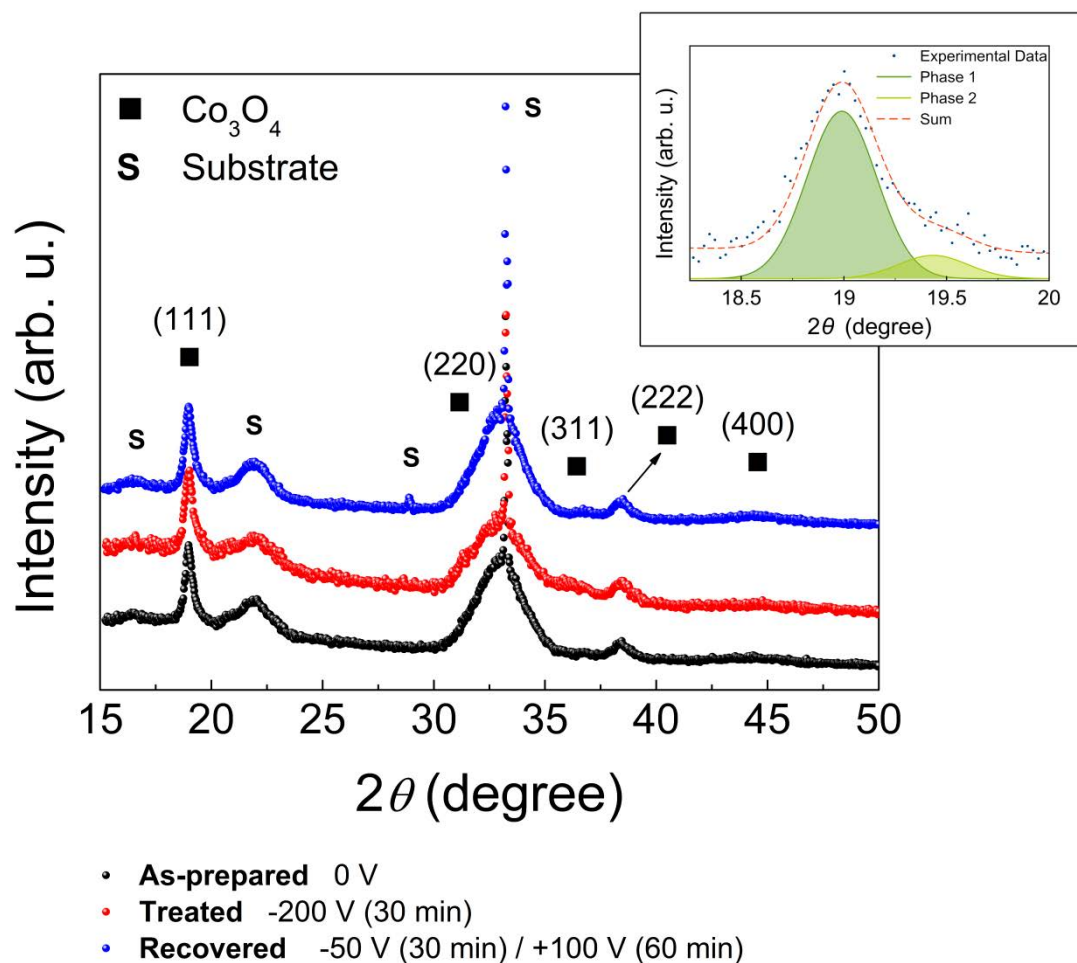 ■ Co₃O₄
S Substrate
S
(111)
S
S
S
(220)
(311)
(222)
(400)
Intensity (arb. u.)
15 20 25 30 35 40 45 50
2θ (degree)
Experimental Data
Phase 1
Phase 2
Sum
Intensity (arb. u.)
18.5 19 19.5 20
2θ (degree)
As-prepared 0 V
Treated -200 V (30 min)
Recovered -50 V (30 min) / +100 V (60 min)